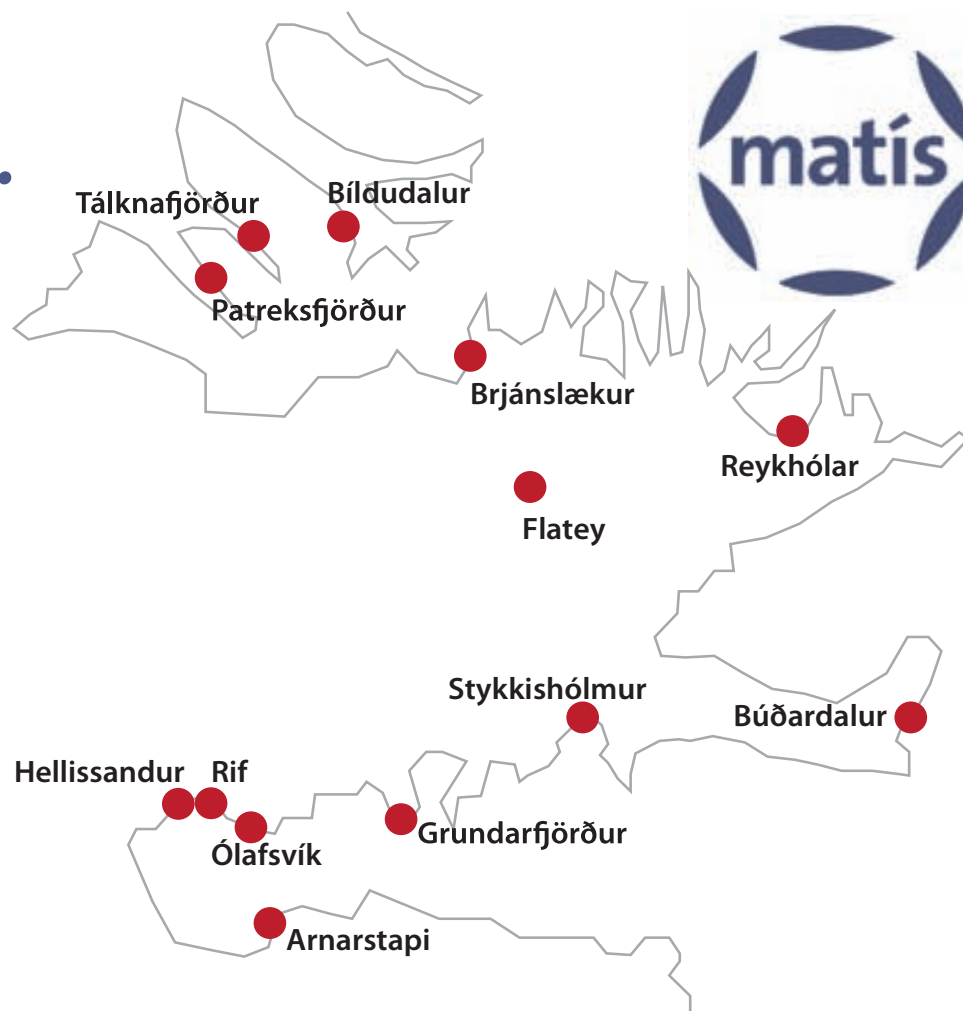 matís
Tálknafjörður
Bíldudalur
Patreksfjörður
Brjánslækur
Reykhólar
Flatey
Stykkishólmur
Búðardalur
Hellissandur
Rif
Ólafsvík
Grundarfjörður
Arnarstapi